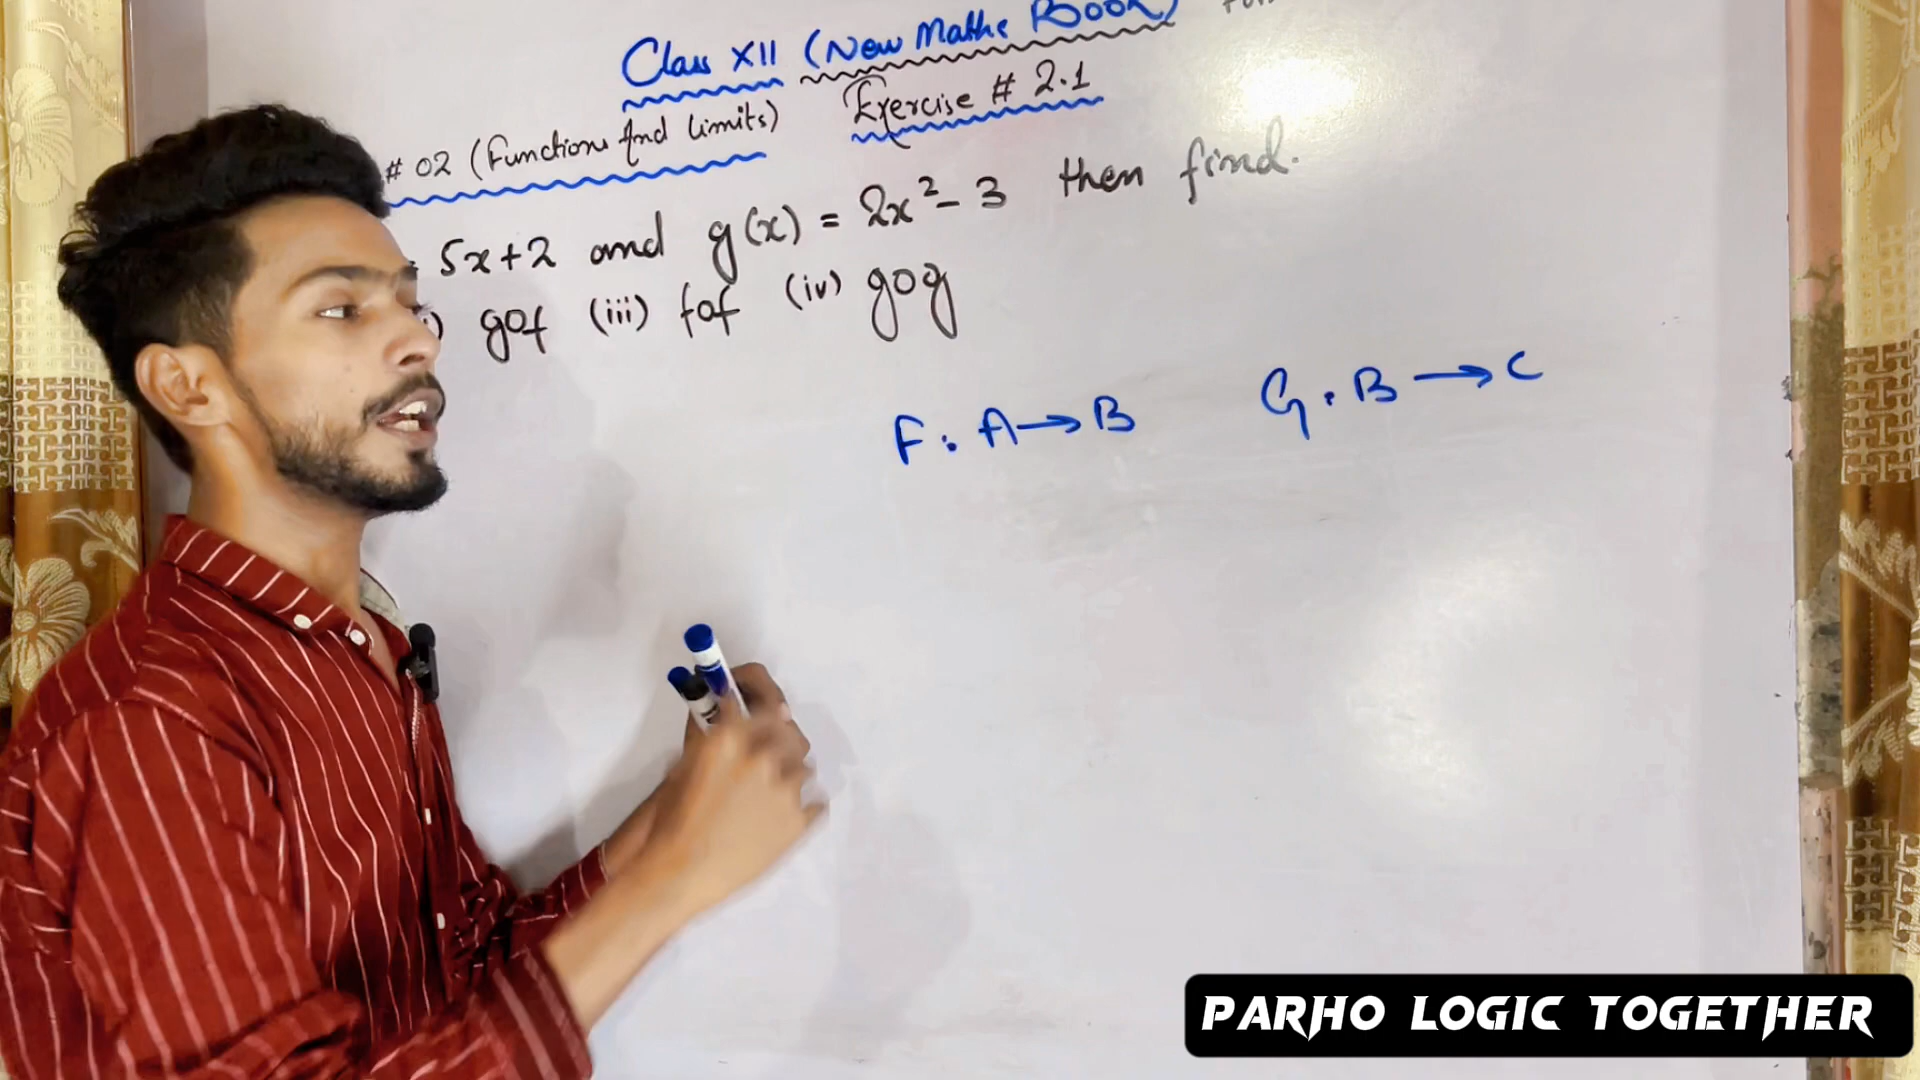 Class XII (New Maths Book)
# 02 (Functions And Limits) Exercise # 2.1
= 5x+2 and g(x) = 2x² - 3 then find.
) gof (iii) fof (iv) gog
F: A → B G: B → C
PARHO LOGIC TOGETHER